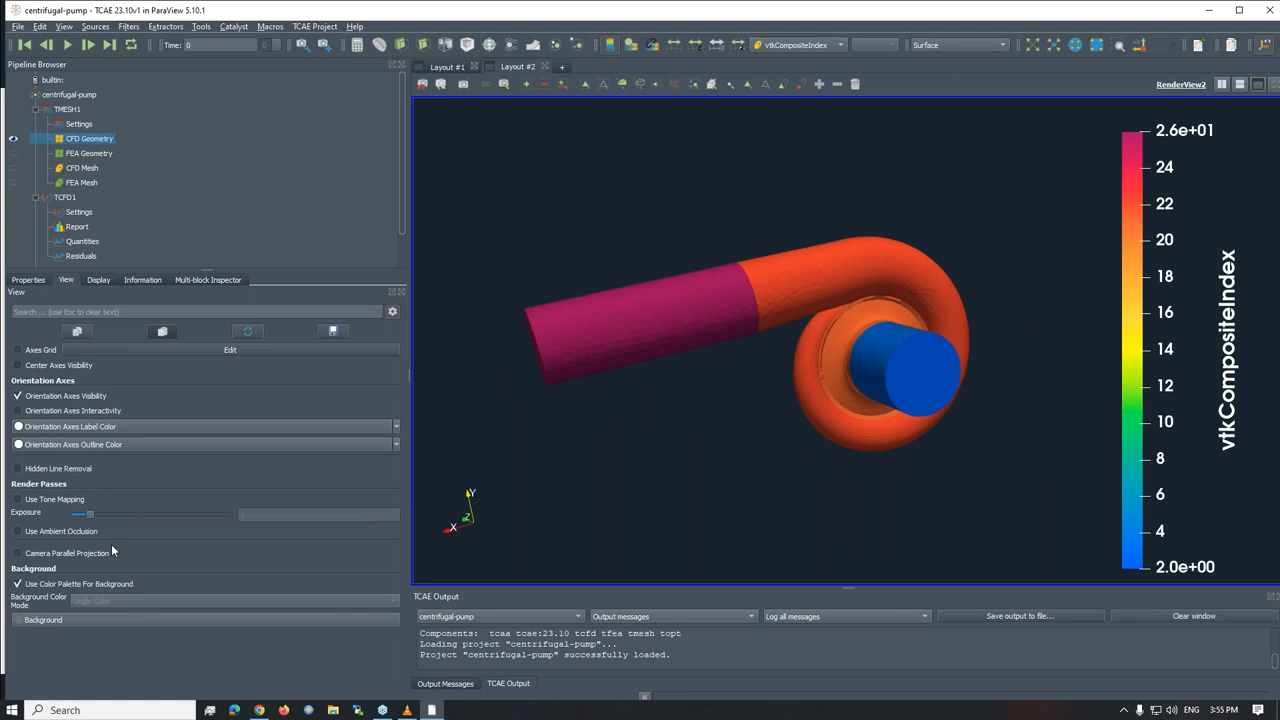 centrifugal-pump - TCAE 23.10v1 in ParaView 5.10.1
File Edit View Sources Filters Extractors Tools Catalyst Macros TCAE Project Help
Time: 0 0 vtkCompositeIndex Surface
Pipeline Browser
Layout #1 Layout #2 +
builtin:
centrifugal-pump
3D RenderView2
TMESH1
Settings
CFD Geometry
FEA Geometry
CFD Mesh
FEA Mesh
TCFD1
Settings
Report
Quantities
Residuals
Properties View Display Information Multi-block Inspector
View
Search ... (use Esc to clear text)
Axes Grid Edit
Center Axes Visibility
Orientation Axes
Orientation Axes Visibility
Orientation Axes Interactivity
Orientation Axes Label Color
Orientation Axes Outline Color
Hidden Line Removal
Render Passes
Use Tone Mapping
Exposure 1
Use Ambient Occlusion
Camera Parallel Projection
Background
Use Color Palette For Background
Background Color Mode Single Color
Background
2.6e+01
24
22
20
18
16
14
12
10
8
6
4
2.0e+00
vtkCompositeIndex
Y
Z
X
TCAE Output
centrifugal-pump Output messages Log all messages Save output to file... Clear window
Components: tcaa tcae:23.10 tcfd tfea tmesh topt
Loading project "centrifugal-pump"...
Project "centrifugal-pump" successfully loaded.
Output Messages TCAE Output
Search
3:55 PM